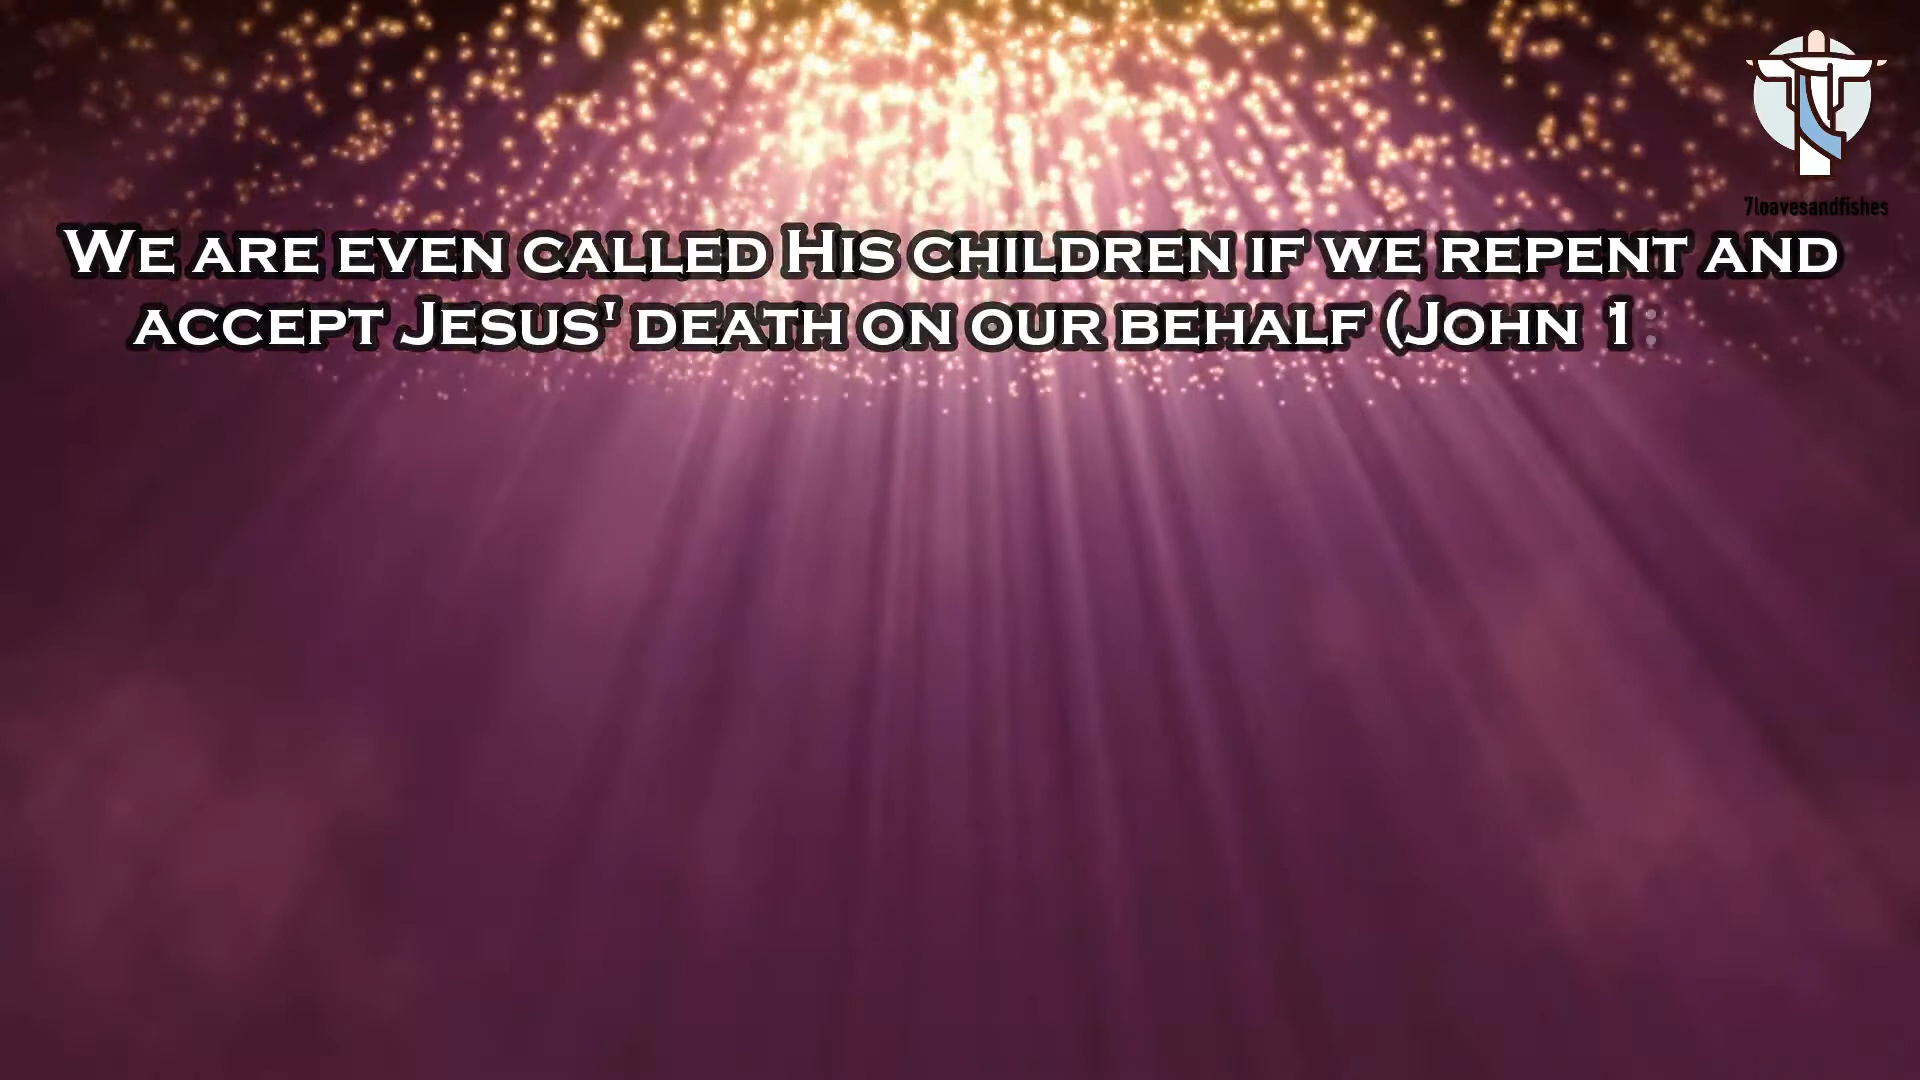 7loavesandfishes
We are even called His children if we repent and
accept Jesus' death on our behalf (John 1: